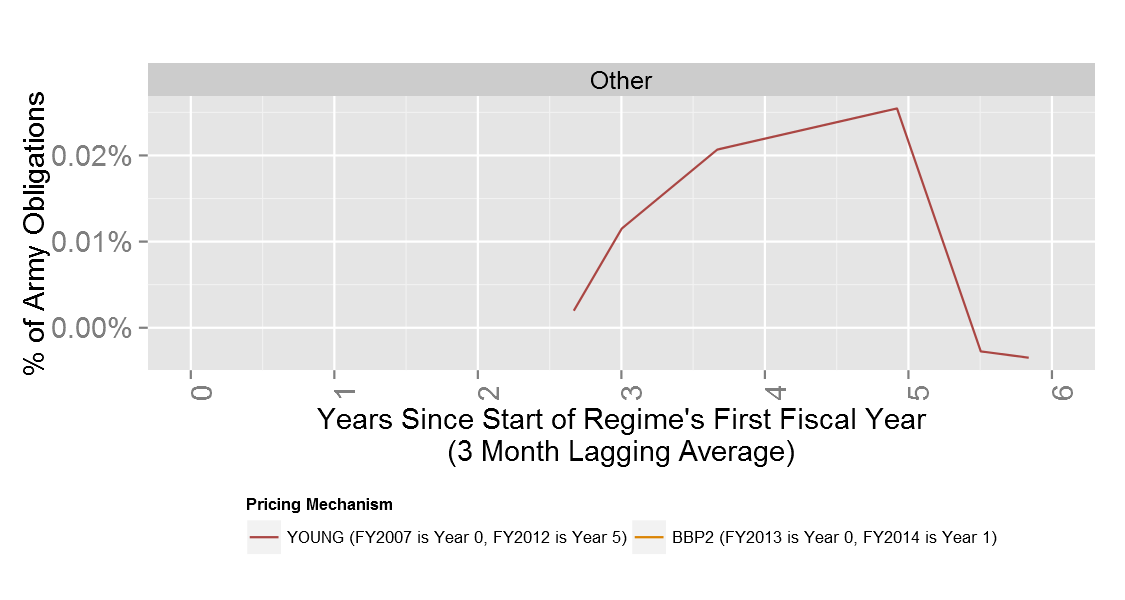 Other
% of Army Obligations
0.02%
0.01%
0.00%
0
1
2
3
4
5
6
Years Since Start of Regime's First Fiscal Year
(3 Month Lagging Average)
Pricing Mechanism
YOUNG (FY2007 is Year 0, FY2012 is Year 5)
BBP2 (FY2013 is Year 0, FY2014 is Year 1)